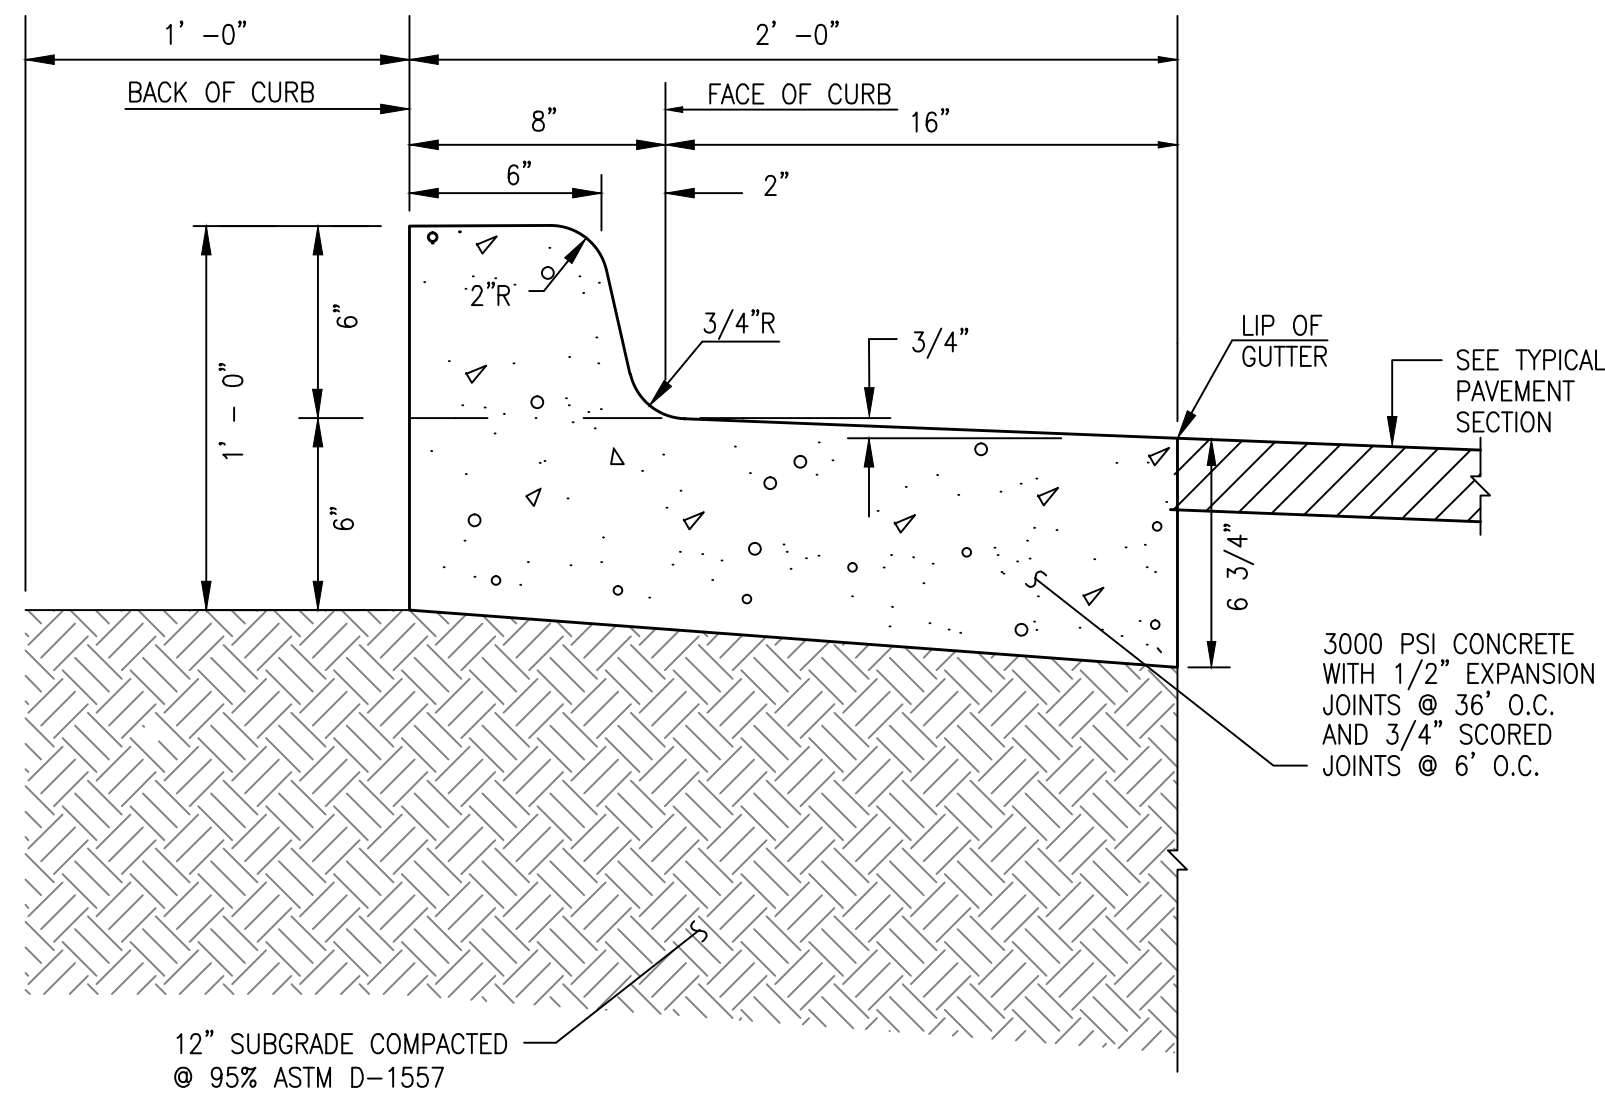 1' -0"
2' -0"
BACK OF CURB
FACE OF CURB
8"
16"
6"
2"
2"R
3/4"R
3/4"
6"
1' - 0"
6"
LIP OF
GUTTER
SEE TYPICAL
PAVEMENT
SECTION
6 3/4"
3000 PSI CONCRETE
WITH 1/2" EXPANSION
JOINTS @ 36' O.C.
AND 3/4" SCORED
JOINTS @ 6' O.C.
12" SUBGRADE COMPACTED
@ 95% ASTM D-1557